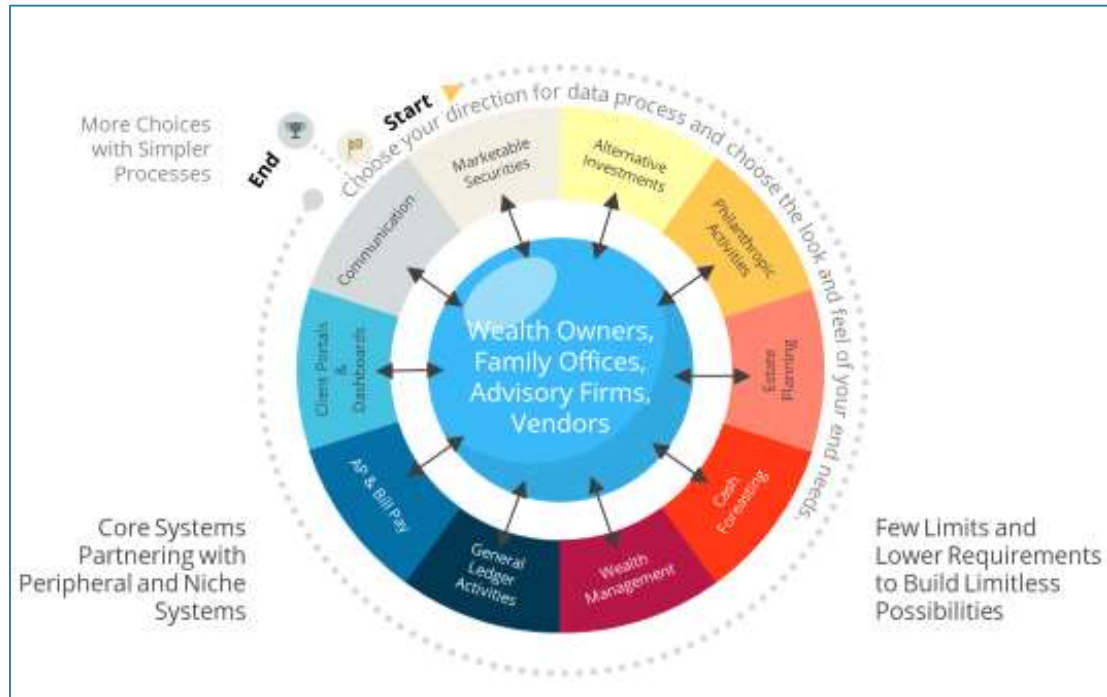 More Choices
with Simpler
Processes
End
Start
Choose your direction for data process and choose the look and feel of your end needs.
Marketable
Securities
Alternative
Investments
Philanthropic
Activities
Estate
Planning
Cash
Foreasting
Wealth
Management
General
Ledger
Activities
AP & Bill Pay
Client Portals
&
Dashboards
Communication
Wealth Owners,
Family Offices,
Advisory Firms,
Vendors
Core Systems
Partnering with
Peripheral and Niche
Systems
Few Limits and
Lower Requirements
to Build Limitless
Possibilities